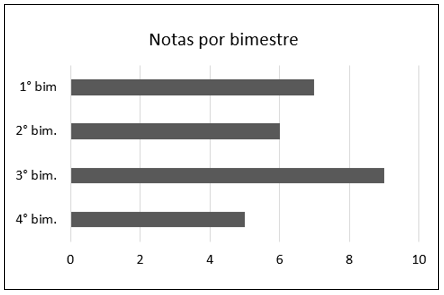 Notas por bimestre
1° bim
2° bim.
3° bim.
4° bim.
0 2 4 6 8 10